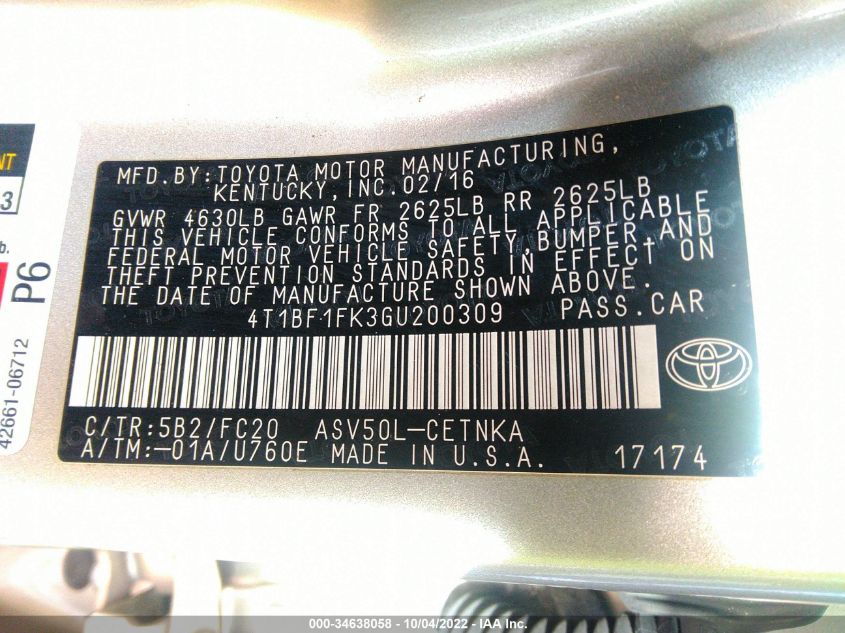 MFD.BY:TOYOTA MOTOR MANUFACTURING,
KENTUCKY,INC.02/16
GVWR 4630LB GAWR FR 2625LB RR 2625LB
THIS VEHICLE CONFORMS TO ALL APPLICABLE
FEDERAL MOTOR VEHICLE SAFETY,BUMPER,AND
THEFT PREVENTION STANDARDS IN EFFECT ON
THE DATE OF MANUFACTURE SHOWN ABOVE.
4T1BF1FK3GU200309 PASS.CAR
C/TR:5B2/FC20 ASV50L-CETNKA
A/TM:-01A/U760E MADE IN U.S.A. 17174
NT
3
b.
P6
42661-06712
000-34638058 - 10/04/2022 - IAA Inc.